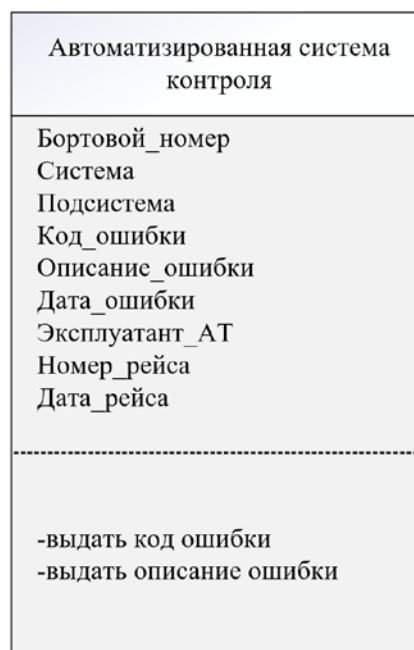 Автоматизированная система
контроля
Бортовой_номер
Система
Подсистема
Код_ошибки
Описание_ошибки
Дата_ошибки
Эксплуатант_АТ
Номер_рейса
Дата_рейса
-выдать код ошибки
-выдать описание ошибки